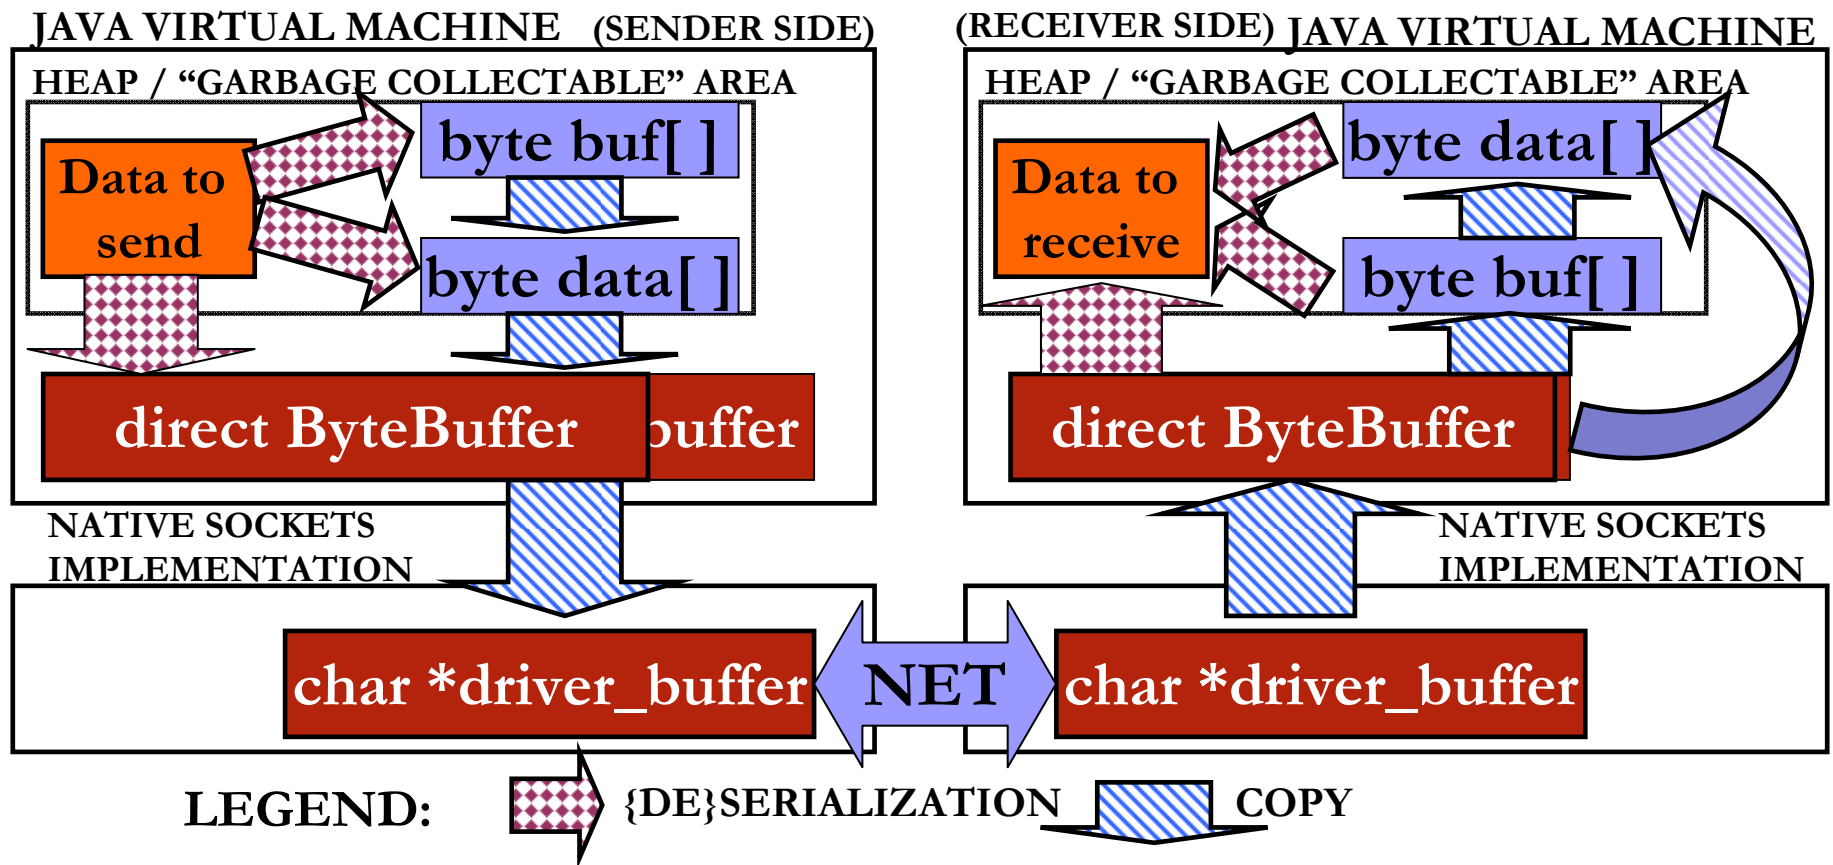 JAVA VIRTUAL MACHINE (SENDER SIDE)
HEAP / “GARBAGE COLLECTABLE” AREA
Data to
send
byte buf[ ]
byte data[ ]
direct ByteBuffer
buffer
NATIVE SOCKETS
IMPLEMENTATION
char *driver_buffer
(RECEIVER SIDE) JAVA VIRTUAL MACHINE
HEAP / “GARBAGE COLLECTABLE” AREA
Data to
receive
byte data[ ]
byte buf[ ]
direct ByteBuffer
NATIVE SOCKETS
IMPLEMENTATION
NET
char *driver_buffer
LEGEND:
{DE}SERIALIZATION
COPY